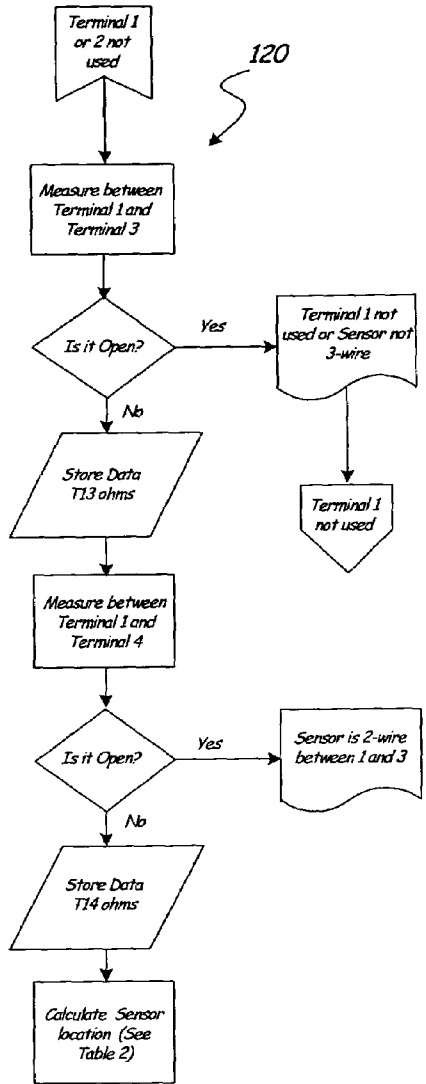 Terminal 1
or 2 not
used
120
Measure between
Terminal 1 and
Terminal 3
Is it Open?
Yes
Terminal 1 not
used or Sensor not
3-wire
No
Store Data
T13 ohms
Terminal 1
not used
Measure between
Terminal 1 and
Terminal 4
Is it Open?
Yes
Sensor is 2-wire
between 1 and 3
No
Store Data
T14 ohms
Calculate Sensor
location (See
Table 2)